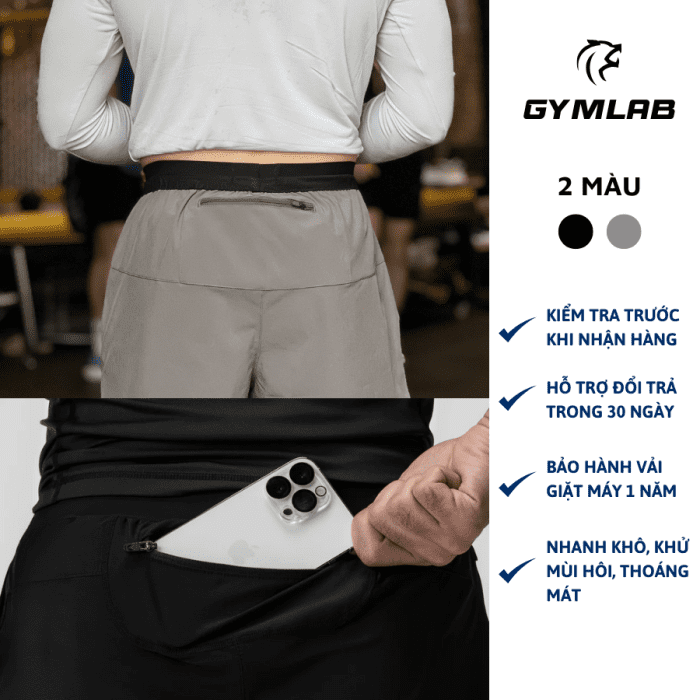 GYMLAB
2 MÀU
KIỂM TRA TRƯỚC
KHI NHẬN HÀNG
HỖ TRỢ ĐỔI TRẢ
TRONG 30 NGÀY
BẢO HÀNH VẢI
GIẶT MÁY 1 NĂM
NHANH KHÔ, KHỬ
MÙI HÔI, THOÁNG
MÁT